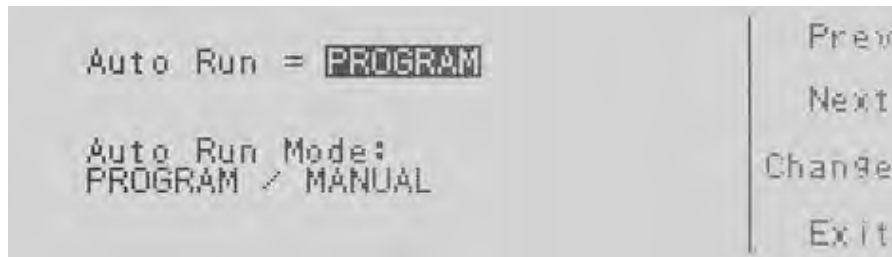 Auto Run = PROGRAM
Auto Run Mode:
PROGRAM / MANUAL
Prev
Next
Change
Exit